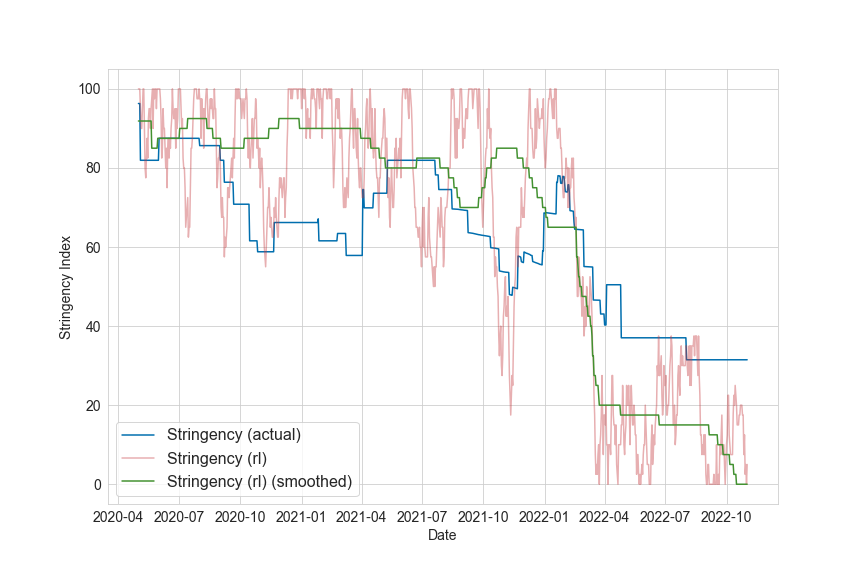 100
80
60
40
20
0
Stringency Index
Stringency (actual)
Stringency (rl)
Stringency (rl) (smoothed)
2020-04 2020-07 2020-10 2021-01 2021-04 2021-07 2021-10 2022-01 2022-04 2022-07 2022-10
Date